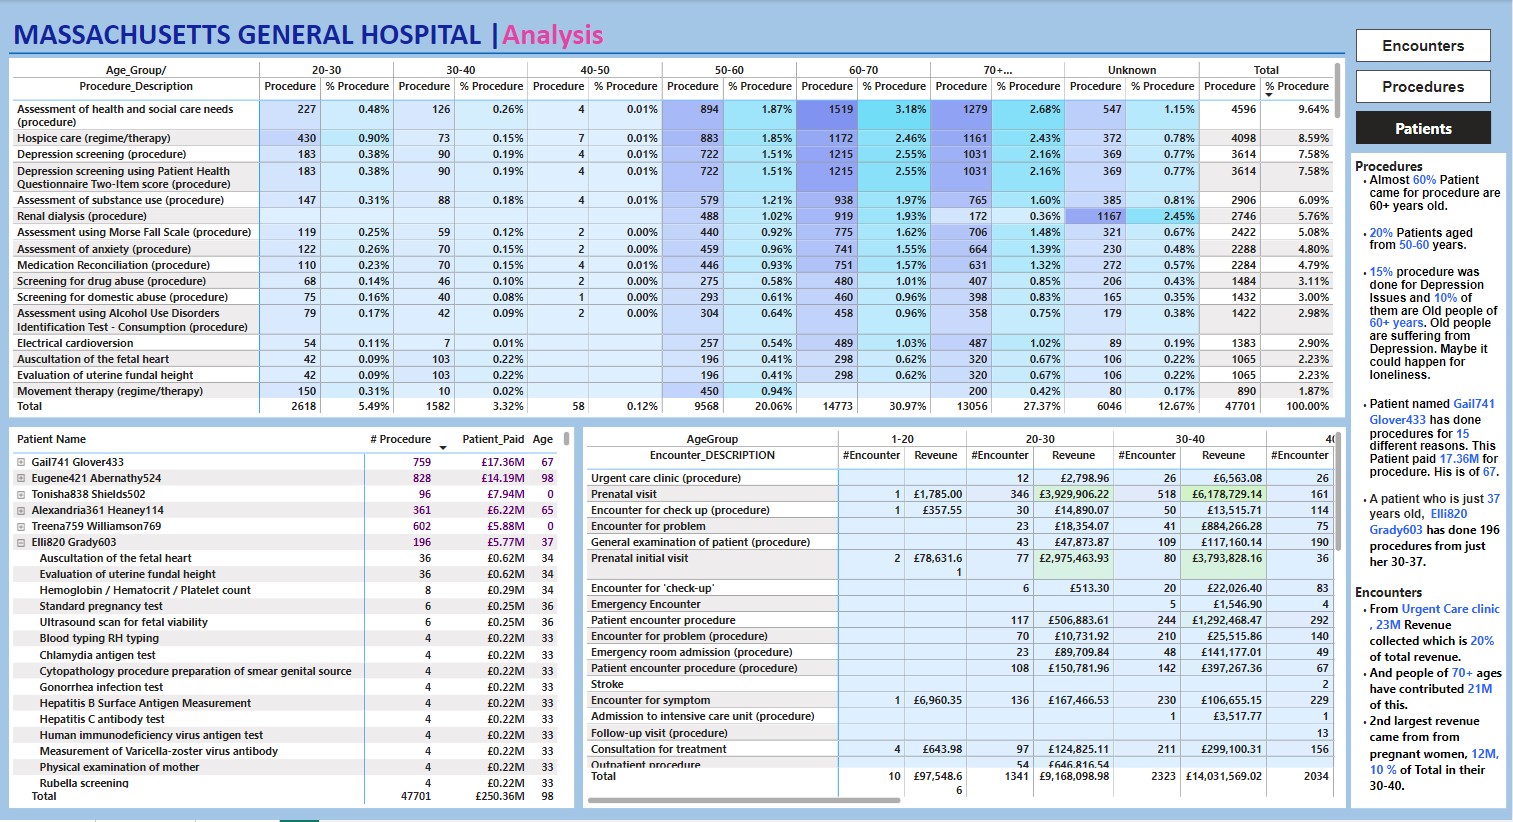 MASSACHUSETTS GENERAL HOSPITAL |Analysis
Encounters
Procedures
Patients
Age_Group/ 20-30 30-40 40-50 50-60 60-70 70+... Unknown Total
Procedure_Description Procedure % Procedure Procedure % Procedure Procedure % Procedure Procedure % Procedure Procedure % Procedure Procedure % Procedure Procedure % Procedure Procedure % Procedure
Assessment of health and social care needs 227 0.48% 126 0.26% 4 0.01% 894 1.87% 1519 3.18% 1279 2.68% 547 1.15% 4596 9.64%
(procedure)
Hospice care (regime/therapy) 430 0.90% 73 0.15% 7 0.01% 883 1.85% 1172 2.46% 1161 2.43% 372 0.78% 4098 8.59%
Depression screening (procedure) 183 0.38% 90 0.19% 4 0.01% 722 1.51% 1215 2.55% 1031 2.16% 369 0.77% 3614 7.58%
Depression screening using Patient Health 183 0.38% 90 0.19% 4 0.01% 722 1.51% 1215 2.55% 1031 2.16% 369 0.77% 3614 7.58%
Questionnaire Two-Item score (procedure)
Assessment of substance use (procedure) 147 0.31% 88 0.18% 4 0.01% 579 1.21% 938 1.97% 765 1.60% 385 0.81% 2906 6.09%
Renal dialysis (procedure) 488 1.02% 919 1.93% 172 0.36% 1167 2.45% 2746 5.76%
Assessment using Morse Fall Scale (procedure) 119 0.25% 59 0.12% 2 0.00% 440 0.92% 775 1.62% 706 1.48% 321 0.67% 2422 5.08%
Assessment of anxiety (procedure) 122 0.26% 70 0.15% 2 0.00% 459 0.96% 741 1.55% 664 1.39% 230 0.48% 2288 4.80%
Medication Reconciliation (procedure) 110 0.23% 70 0.15% 4 0.01% 446 0.93% 751 1.57% 631 1.32% 272 0.57% 2284 4.79%
Screening for drug abuse (procedure) 68 0.14% 46 0.10% 2 0.00% 275 0.58% 480 1.01% 407 0.85% 206 0.43% 1484 3.11%
Screening for domestic abuse (procedure) 75 0.16% 40 0.08% 1 0.00% 293 0.61% 460 0.96% 398 0.83% 165 0.35% 1432 3.00%
Assessment using Alcohol Use Disorders 79 0.17% 42 0.09% 2 0.00% 304 0.64% 458 0.96% 358 0.75% 179 0.38% 1422 2.98%
Identification Test - Consumption (procedure)
Electrical cardioversion 54 0.11% 7 0.01% 257 0.54% 489 1.03% 487 1.02% 89 0.19% 1383 2.90%
Auscultation of the fetal heart 42 0.09% 103 0.22% 196 0.41% 298 0.62% 320 0.67% 106 0.22% 1065 2.23%
Evaluation of uterine fundal height 42 0.09% 103 0.22% 196 0.41% 298 0.62% 320 0.67% 106 0.22% 1065 2.23%
Movement therapy (regime/therapy) 150 0.31% 10 0.02% 450 0.94% 200 0.42% 80 0.17% 890 1.87%
Total 2618 5.49% 1582 3.32% 58 0.12% 9568 20.06% 14773 30.97% 13056 27.37% 6046 12.67% 47701 100.00%
Patient Name # Procedure Patient_Paid Age
Gail741 Glover433 759 £17.36M 67
Eugene421 Abernathy524 828 £14.19M 98
Tonisha838 Shields502 96 £7.94M 0
Alexandria361 Heaney114 361 £6.22M 65
Treena759 Williamson769 602 £5.88M 0
Elli820 Grady603 196 £5.77M 37
Auscultation of the fetal heart 36 £0.62M 34
Evaluation of uterine fundal height 36 £0.62M 34
Hemoglobin / Hematocrit / Platelet count 8 £0.29M 34
Standard pregnancy test 6 £0.25M 36
Ultrasound scan for fetal viability 6 £0.25M 36
Blood typing RH typing 4 £0.22M 33
Chlamydia antigen test 4 £0.22M 33
Cytopathology procedure preparation of smear genital source 4 £0.22M 33
Gonorrhea infection test 4 £0.22M 33
Hepatitis B Surface Antigen Measurement 4 £0.22M 33
Hepatitis C antibody test 4 £0.22M 33
Human immunodeficiency virus antigen test 4 £0.22M 33
Measurement of Varicella-zoster virus antibody 4 £0.22M 33
Physical examination of mother 4 £0.22M 33
Rubella screening 4 £0.22M 33
Total 47701 £250.36M 98
AgeGroup 1-20 20-30 30-40 40
Encounter_DESCRIPTION #Encounter Reveune #Encounter Reveune #Encounter Reveune #Encounter
Urgent care clinic (procedure) 12 £2,798.96 26 £6,563.08 26
Prenatal visit 1 £1,785.00 346 £3,929,906.22 518 £6,178,729.14 161
Encounter for check up (procedure) 1 £357.55 30 £14,890.07 50 £13,515.71 114
Encounter for problem 23 £18,354.07 41 £884,266.28 75
General examination of patient (procedure) 43 £47,873.87 109 £117,160.14 190
Prenatal initial visit 2 £78,631.6 77 £2,975,463.93 80 £3,793,828.16 36
1
Encounter for 'check-up' 6 £513.30 20 £22,026.40 83
Emergency Encounter 5 £1,546.90 4
Patient encounter procedure 117 £506,883.61 244 £1,292,468.47 292
Encounter for problem (procedure) 70 £10,731.92 210 £25,515.86 140
Emergency room admission (procedure) 23 £89,709.84 48 £141,177.01 49
Patient encounter procedure (procedure) 108 £150,781.96 142 £397,267.36 67
Stroke 2
Encounter for symptom 1 £6,960.35 136 £167,466.53 230 £106,655.15 229
Admission to intensive care unit (procedure) 1 £3,517.77 1
Follow-up visit (procedure) 13
Consultation for treatment 4 £643.98 97 £124,825.11 211 £299,100.31 156
Outpatient procedure 54 £646,816.54
Total 10 £97,548.6 1341 £9,168,098.98 2323 £14,031,569.02 2034
6
Procedures
• Almost 60% Patient
came for procedure are
60+ years old.
• 20% Patients aged
from 50-60 years.
• 15% procedure was
done for Depression
Issues and 10% of
them are Old people of
60+ years. Old people
are suffering from
Depression. Maybe it
could happen for
loneliness.
• Patient named Gail741
Glover433 has done
procedures for 15
different reasons. This
Patient paid 17.36M for
procedure. His is of 67.
• A patient who is just 37
years old, Elli820
Grady603 has done 196
procedures from just
her 30-37.
Encounters
• From Urgent Care clinic
, 23M Revenue
collected which is 20%
of total revenue.
• And people of 70+ ages
have contributed 21M
of this.
• 2nd largest revenue
came from from
pregnant women, 12M,
10 % of Total in their
30-40.